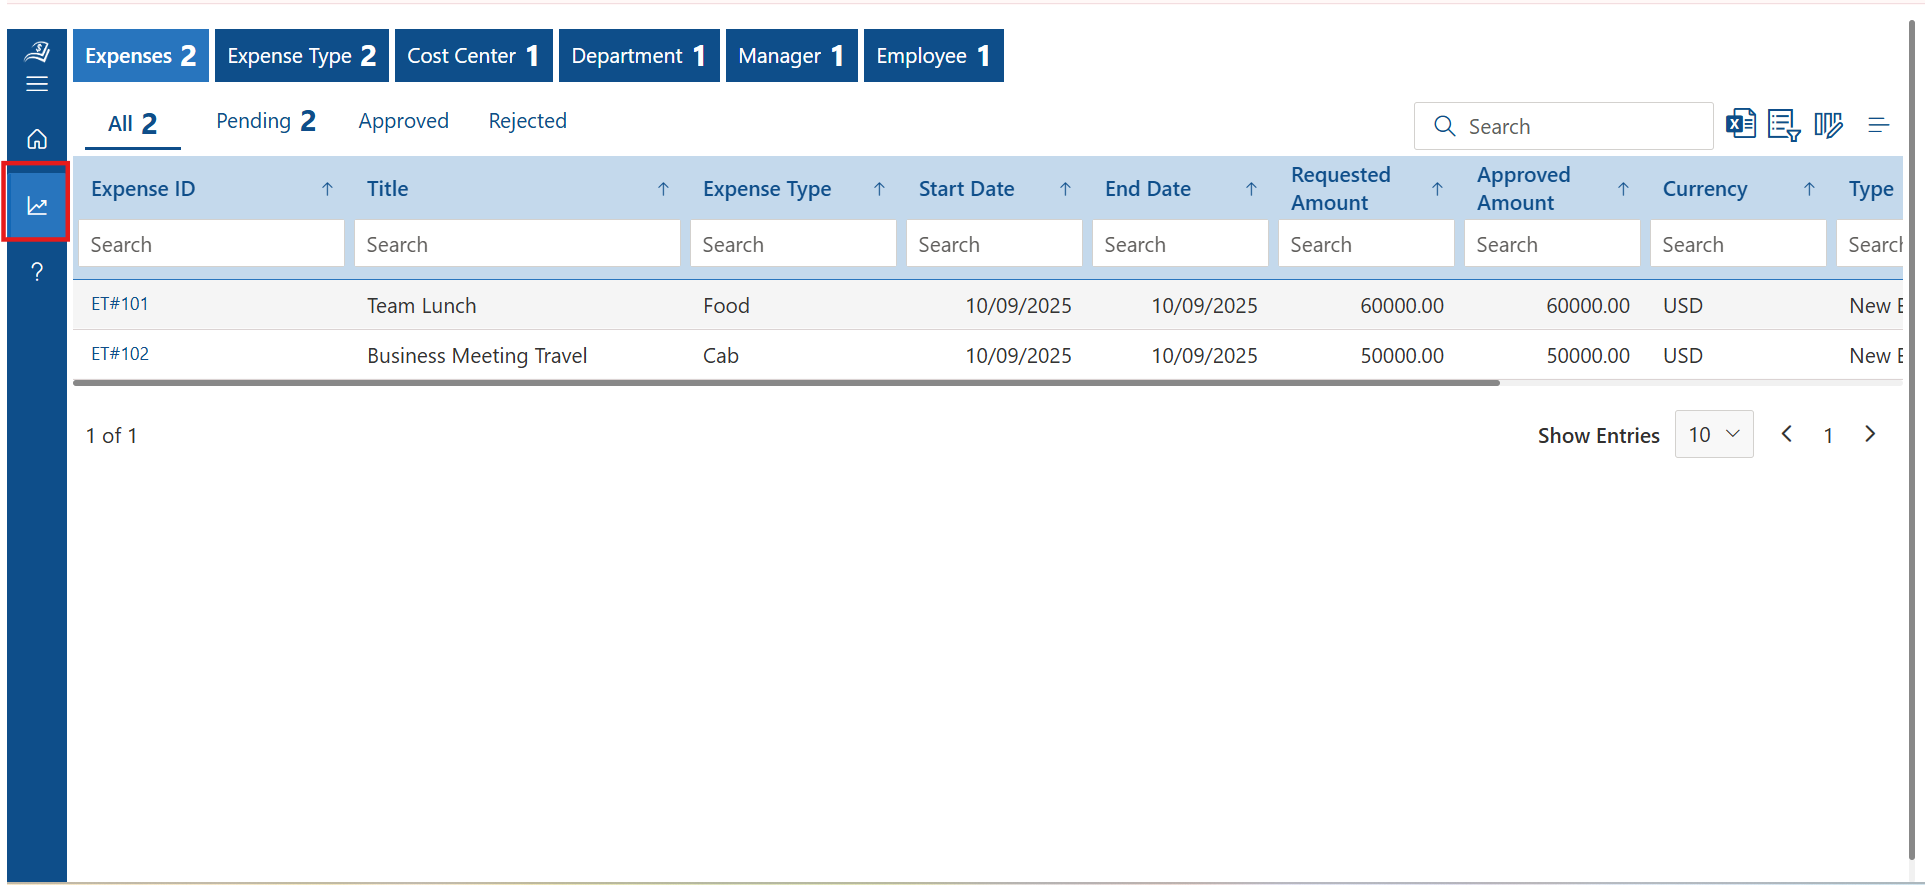 Expenses 2 Expense Type 2 Cost Center 1 Department 1 Manager 1 Employee 1
All 2 Pending 2 Approved Rejected Search
Expense ID Title Expense Type Start Date End Date Requested Amount Approved Amount Currency Type
Search Search Search Search Search Search Search Search Search
ET#101 Team Lunch Food 10/09/2025 10/09/2025 60000.00 60000.00 USD New E
ET#102 Business Meeting Travel Cab 10/09/2025 10/09/2025 50000.00 50000.00 USD New E
1 of 1 Show Entries 10 1